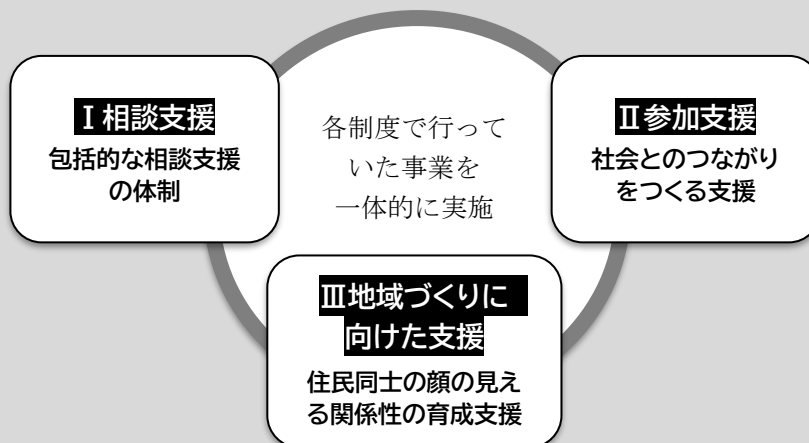 Ⅰ相談支援
包括的な相談支援
の体制
各制度で行って
いた事業を
一体的に実施
Ⅱ参加支援
社会とのつながり
をつくる支援
Ⅲ地域づくりに
向けた支援
住民同士の顔の見え
る関係性の育成支援